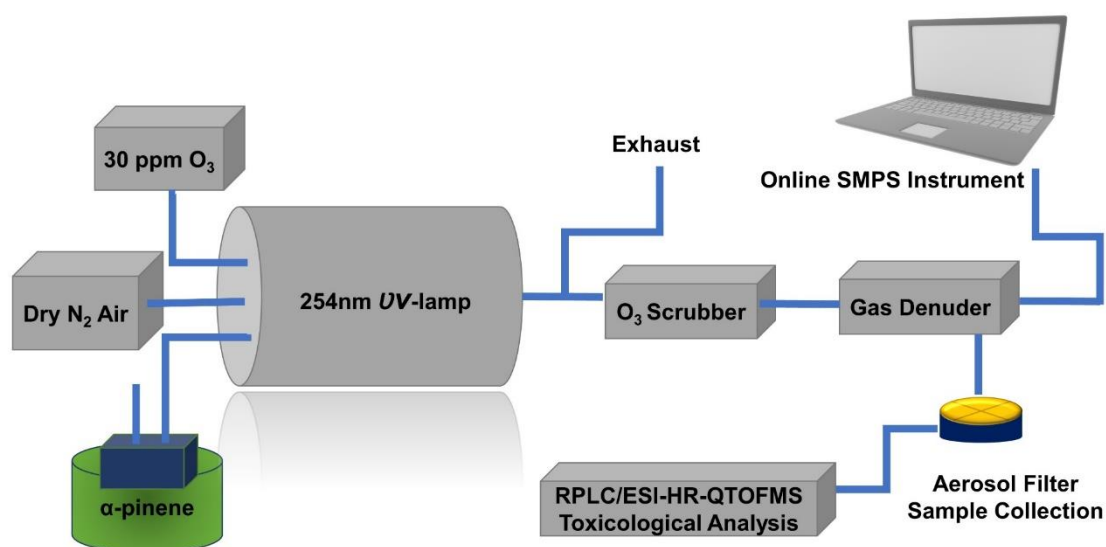 30 ppm O₃
Dry N₂ Air
α-pinene
254nm UV-lamp
Exhaust
O₃ Scrubber
Gas Denuder
Online SMPS Instrument
Aerosol Filter
Sample Collection
RPLC/ESI-HR-QTOFMS
Toxicological Analysis